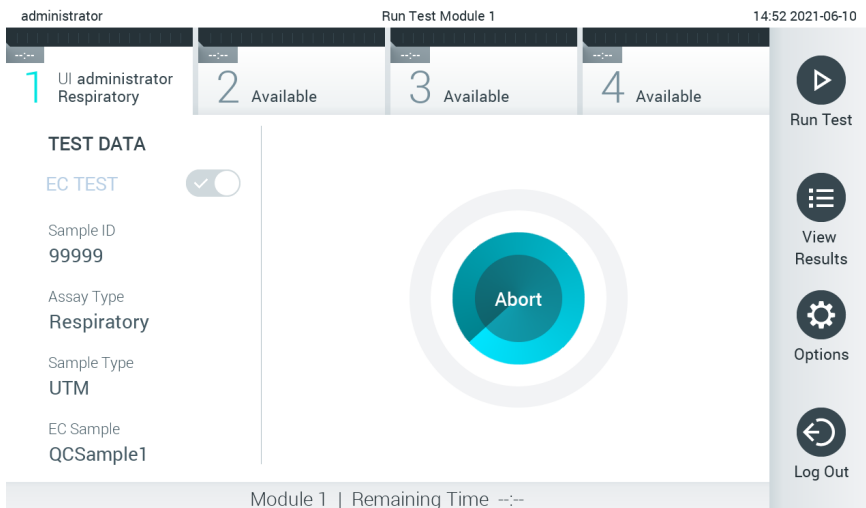 administrator
Run Test Module 1
14:52 2021-06-10
--:--
--:--
--:--
--:--
1
UI administrator
Respiratory
2 Available
3 Available
4 Available
TEST DATA
EC TEST
Sample ID
99999
Assay Type
Respiratory
Sample Type
UTM
EC Sample
QCSample1
Abort
Module 1 | Remaining Time --:--
Run Test
View
Results
Options
Log Out